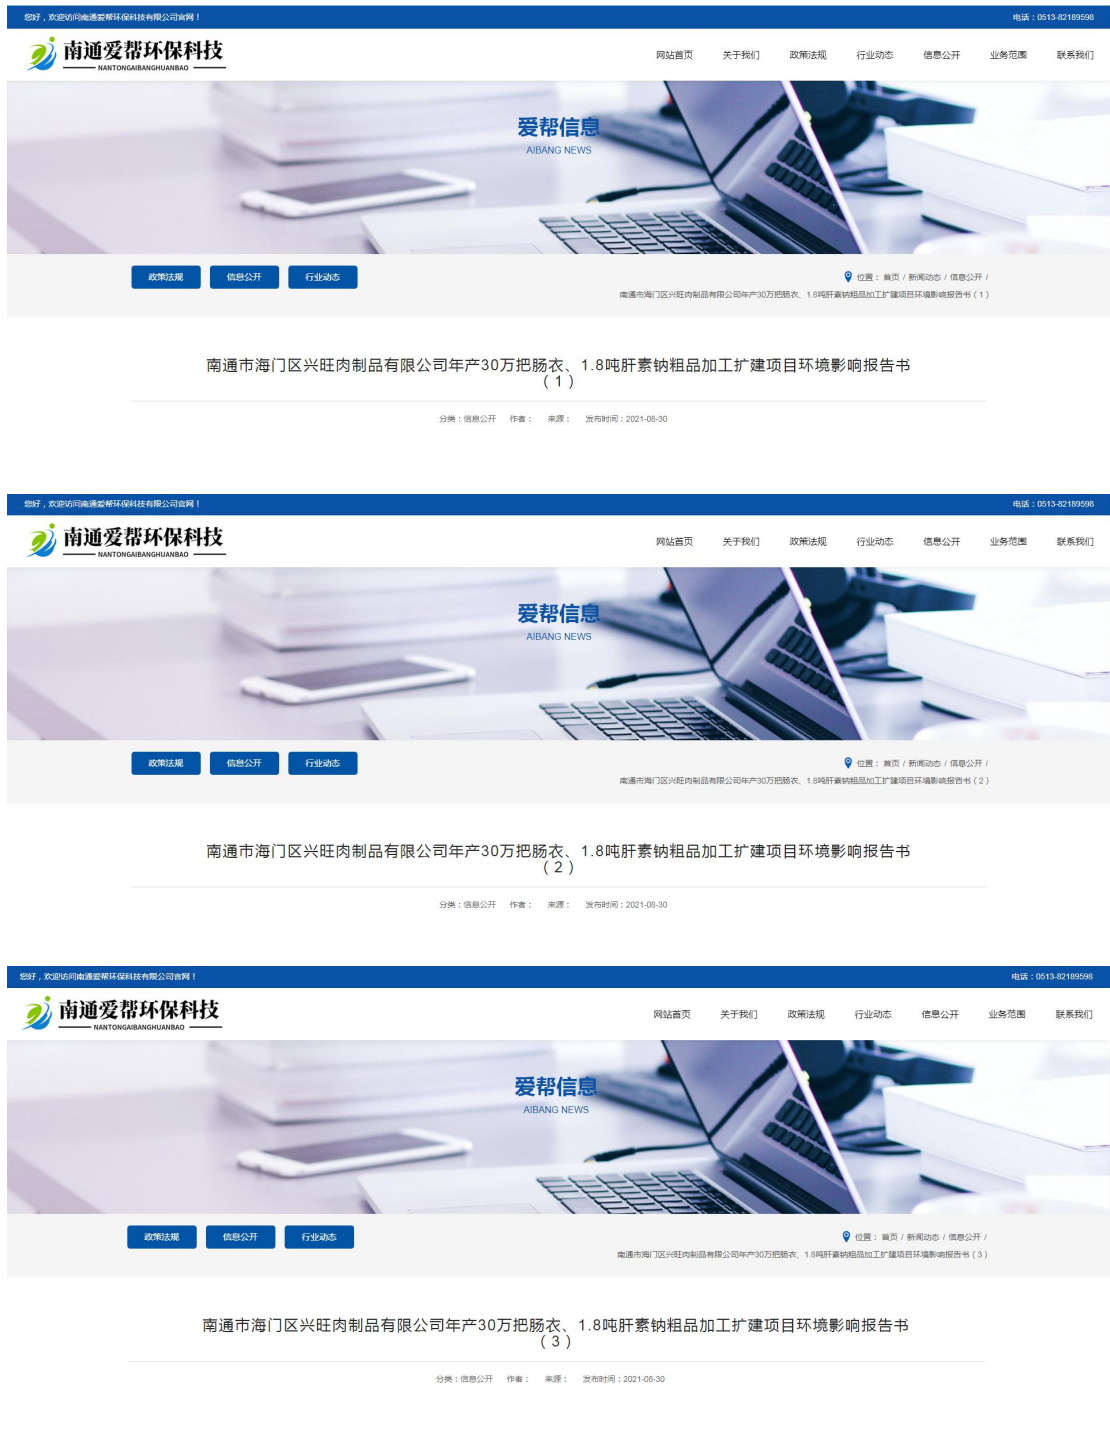 您好，欢迎访问南通爱帮环保科技有限公司官网！
电话：0513-82189598
南通爱帮环保科技
NANTONGAIBANGHUANBAO
网站首页 关于我们 政策法规 行业动态 信息公开 业务范围 联系我们
爱帮信息
AIBANG NEWS
政策法规 信息公开 行业动态
位置： 首页 / 新闻动态 / 信息公开 /
南通市海门区兴旺肉制品有限公司年产30万把肠衣、1.8吨肝素钠粗品加工扩建项目环境影响报告书（1）
南通市海门区兴旺肉制品有限公司年产30万把肠衣、1.8吨肝素钠粗品加工扩建项目环境影响报告书
（1）
分类：信息公开 作者： 来源： 发布时间：2021-08-30
您好，欢迎访问南通爱帮环保科技有限公司官网！
电话：0513-82189598
南通爱帮环保科技
NANTONGAIBANGHUANBAO
网站首页 关于我们 政策法规 行业动态 信息公开 业务范围 联系我们
爱帮信息
AIBANG NEWS
政策法规 信息公开 行业动态
位置： 首页 / 新闻动态 / 信息公开 /
南通市海门区兴旺肉制品有限公司年产30万把肠衣、1.8吨肝素钠粗品加工扩建项目环境影响报告书（2）
南通市海门区兴旺肉制品有限公司年产30万把肠衣、1.8吨肝素钠粗品加工扩建项目环境影响报告书
（2）
分类：信息公开 作者： 来源： 发布时间：2021-08-30
您好，欢迎访问南通爱帮环保科技有限公司官网！
电话：0513-82189598
南通爱帮环保科技
NANTONGAIBANGHUANBAO
网站首页 关于我们 政策法规 行业动态 信息公开 业务范围 联系我们
爱帮信息
AIBANG NEWS
政策法规 信息公开 行业动态
位置： 首页 / 新闻动态 / 信息公开 /
南通市海门区兴旺肉制品有限公司年产30万把肠衣、1.8吨肝素钠粗品加工扩建项目环境影响报告书（3）
南通市海门区兴旺肉制品有限公司年产30万把肠衣、1.8吨肝素钠粗品加工扩建项目环境影响报告书
（3）
分类：信息公开 作者： 来源： 发布时间：2021-08-30